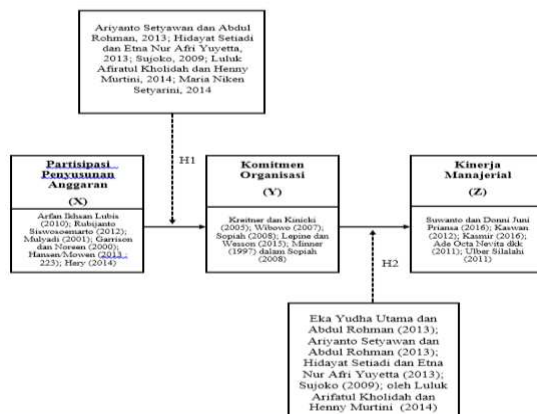 Ariyanto Setyawan dan Abdul
Rohman, 2013; Hidayat Setiadi
dan Etna Nur Afri Yuyetta,
2013; Sujoko, 2009; Luluk
Afiratul Kholidah dan Henny
Murtini, 2014; Maria Niken
Setyarini, 2014
H1
Partisipasi
Penyusunan
Anggaran
(X)
Arfan Ikhsan Lubis
(2010); Rubijanto
Siswosoemarto (2012);
Mulyadi (2001); Garrison
dan Noreen (2000);
Hansen/Mowen (2013 :
223); Hery (2014)
Komitmen
Organisasi
(Y)
Kreitner dan Kinicki
(2005); Wibowo (2007);
Sopiah (2008); Lepine dan
Wesson (2015); Minner
(1997) dalam Sopiah
(2008)
Kinerja
Manajerial
(Z)
Suwanto dan Donni Juni
Priansa (2016); Kaswan
(2012); Kasmir (2016);
Ade Octa Nevita dkk
(2011); Ulber Silalahi
(2011)
H2
Eka Yudha Utama dan
Abdul Rohman (2013);
Ariyanto Setyawan dan
Abdul Rohman (2013);
Hidayat Setiadi dan Etna
Nur Afri Yuyetta (2013);
Sujoko (2009); oleh Luluk
Arifatul Kholidah dan
Henny Murtini (2014)